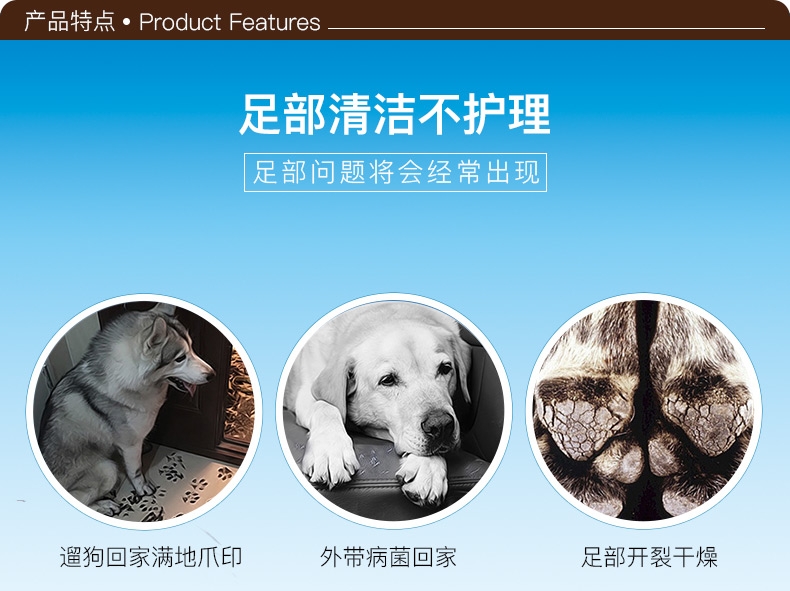 产品特点 • Product Features
足部清洁不护理
足部问题将会经常出现
遛狗回家满地爪印
外带病菌回家
足部开裂干燥